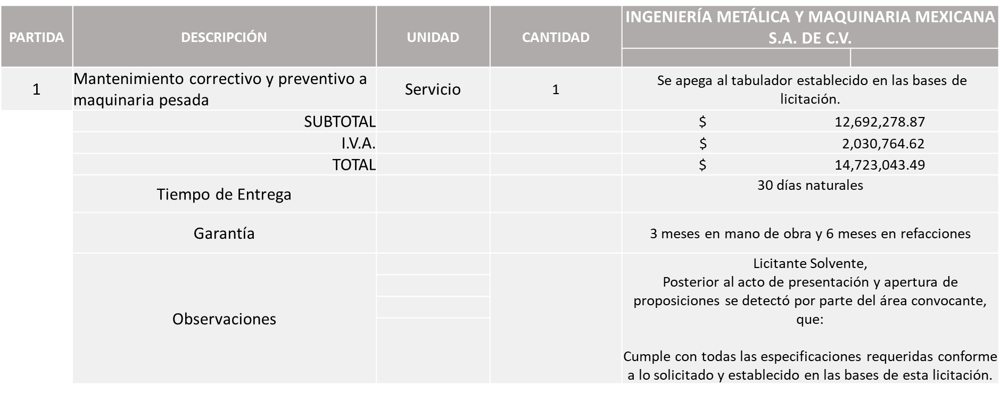 PARTIDA
DESCRIPCIÓN
UNIDAD
CANTIDAD
INGENIERÍA METÁLICA Y MAQUINARIA MEXICANA
S.A. DE C.V.
1
Mantenimiento correctivo y preventivo a
maquinaria pesada
Servicio
1
Se apega al tabulador establecido en las bases de
licitación.
SUBTOTAL
$ 12,692,278.87
I.V.A.
$ 2,030,764.62
TOTAL
$ 14,723,043.49
Tiempo de Entrega
30 días naturales
Garantía
3 meses en mano de obra y 6 meses en refacciones
Observaciones
Licitante Solvente,
Posterior al acto de presentación y apertura de
proposiciones se detectó por parte del área convocante,
que:
Cumple con todas las especificaciones requeridas conforme
a lo solicitado y establecido en las bases de esta licitación.